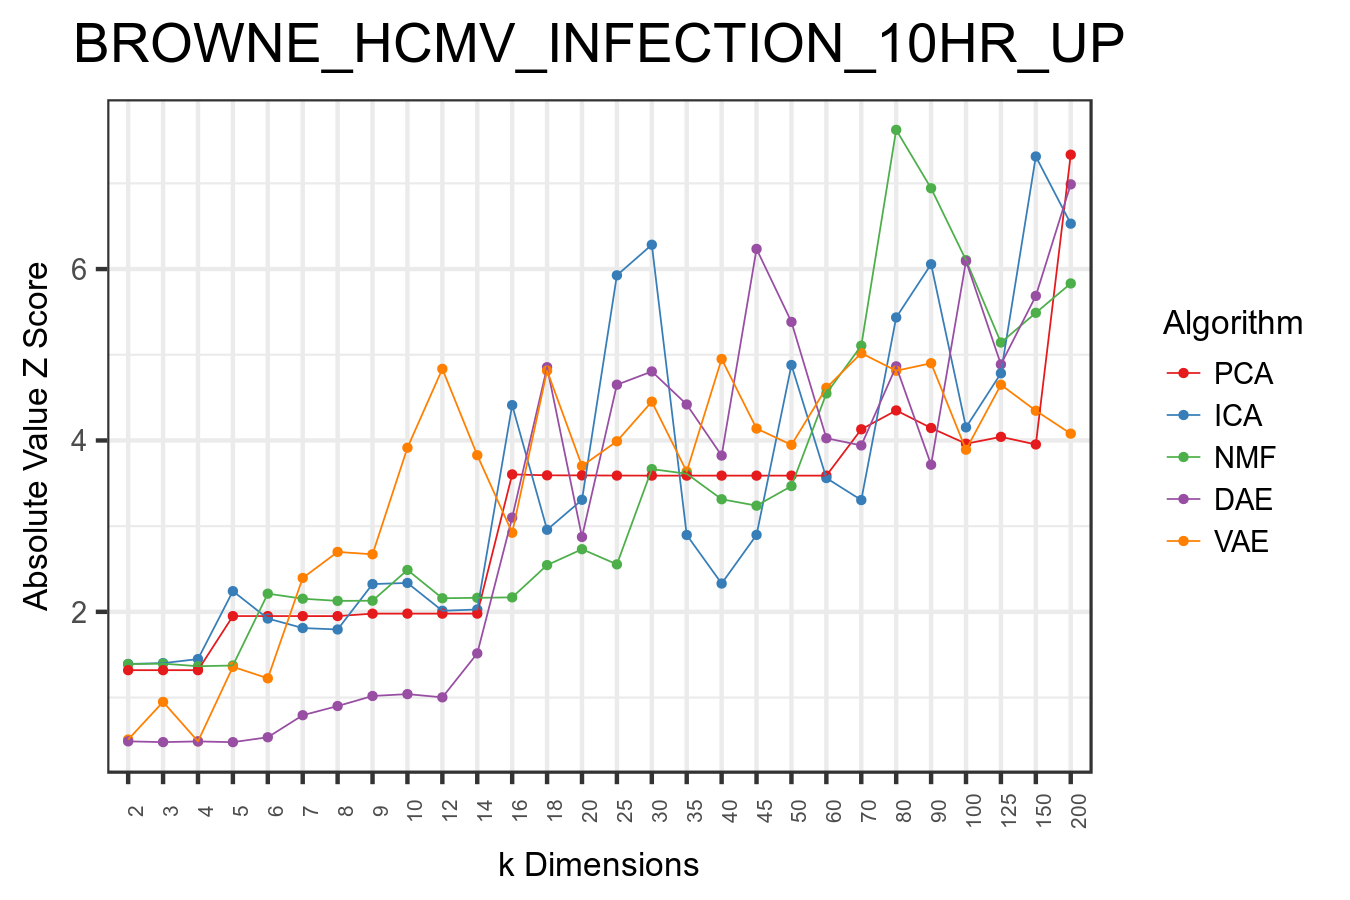 BROWNE_HCMV_INFECTION_10HR_UP
Absolute Value Z Score
6
4
2
2 3 4 5 6 7 8 9 10 12 14 16 18 20 25 30 35 40 45 50 60 70 80 90 100 125 150 200
k Dimensions
Algorithm
PCA
ICA
NMF
DAE
VAE